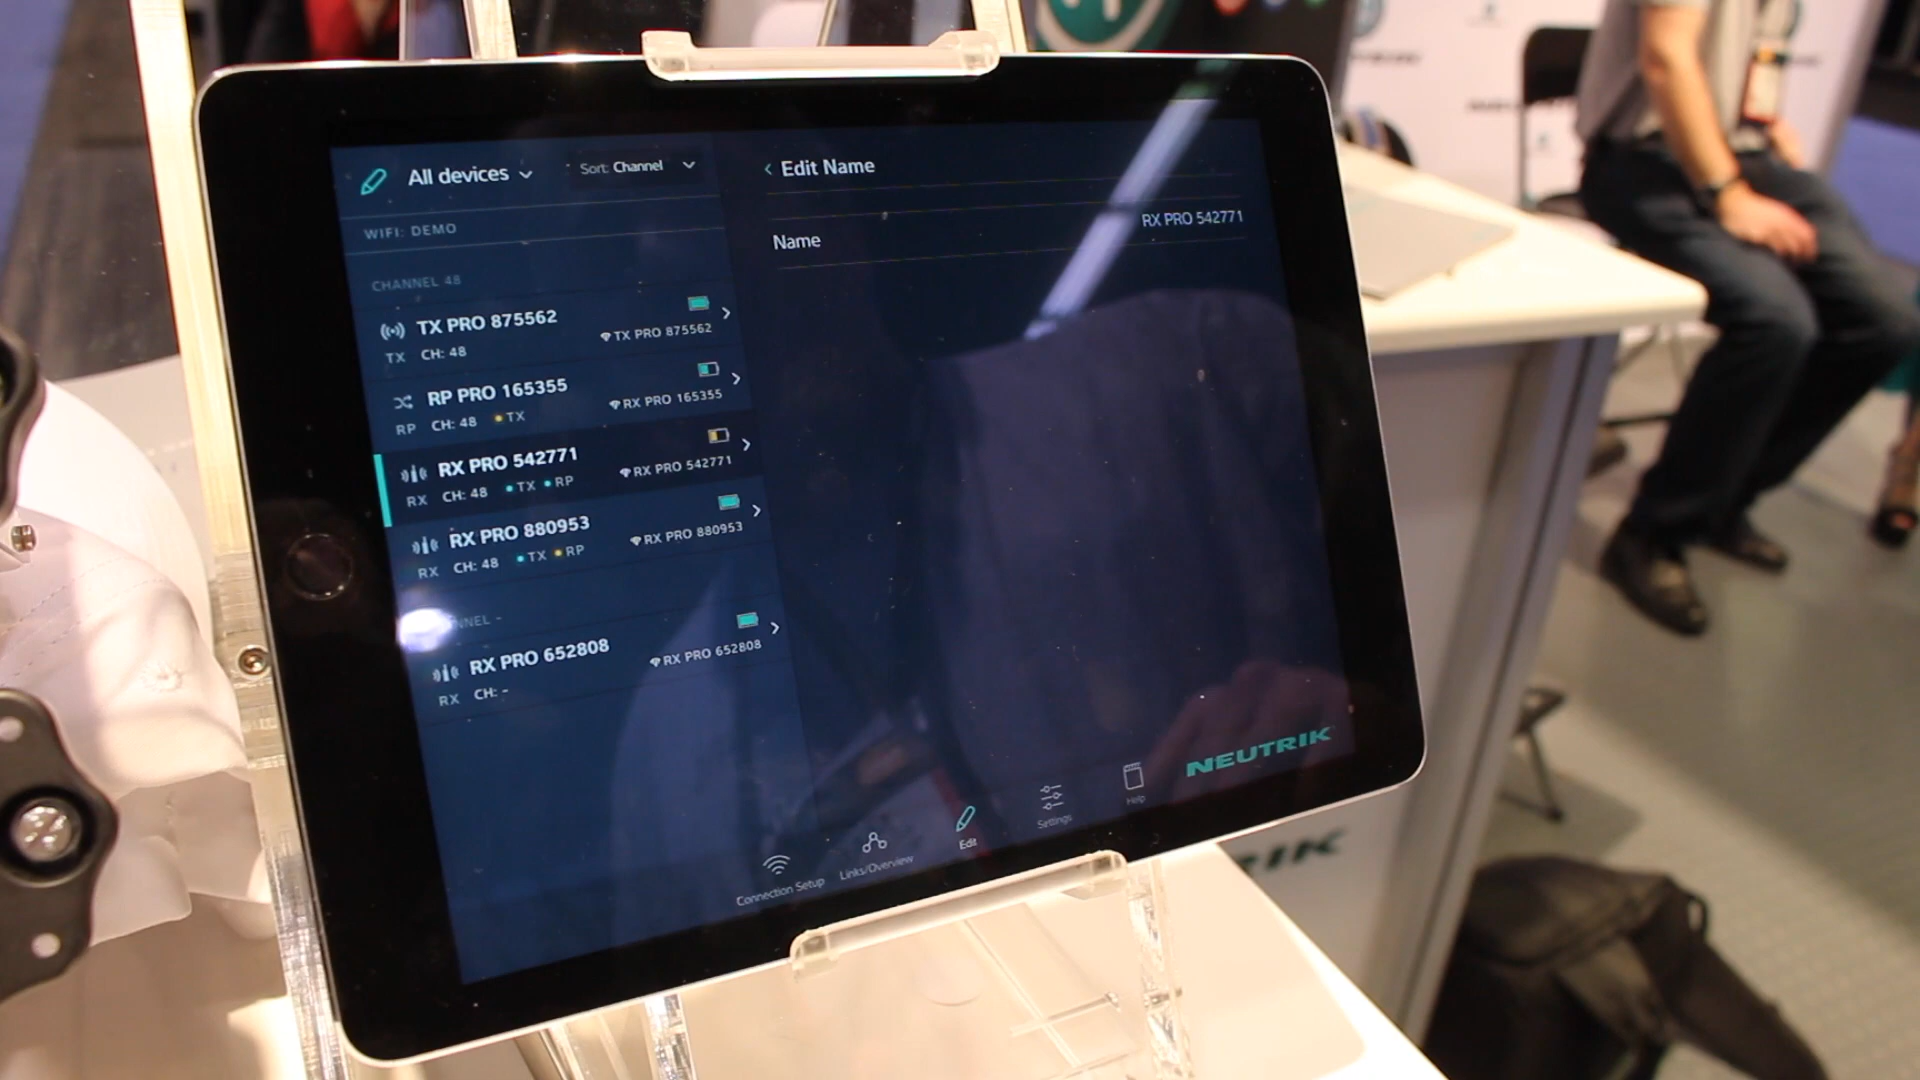 All devices
Sort: Channel
WIFI: DEMO
CHANNEL 48
TX PRO 875562
TX PRO 875562
TX CH: 48
RP PRO 165355
RX PRO 165355
RP CH: 48 TX
RX PRO 542771
RX PRO 542771
RX CH: 48 TX RP
RX PRO 880953
RX PRO 880953
RX CH: 48 TX RP
NNEL -
RX PRO 652808
RX PRO 652808
RX CH: -
Edit Name
Name
RX PRO 542771
Connection Setup
Links/Overview
Edit
Settings
Help
NEUTRIK
RIK